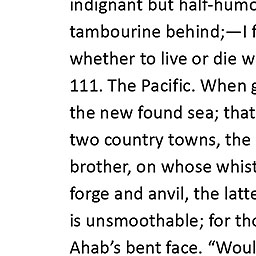 indignant but half-humo
tambourine behind;—I f
whether to live or die w
111. The Pacific. When g
the new found sea; that
two country towns, the
brother, on whose whist
forge and anvil, the latte
is unsmoothable; for tho
Ahab’s bent face. “Woul